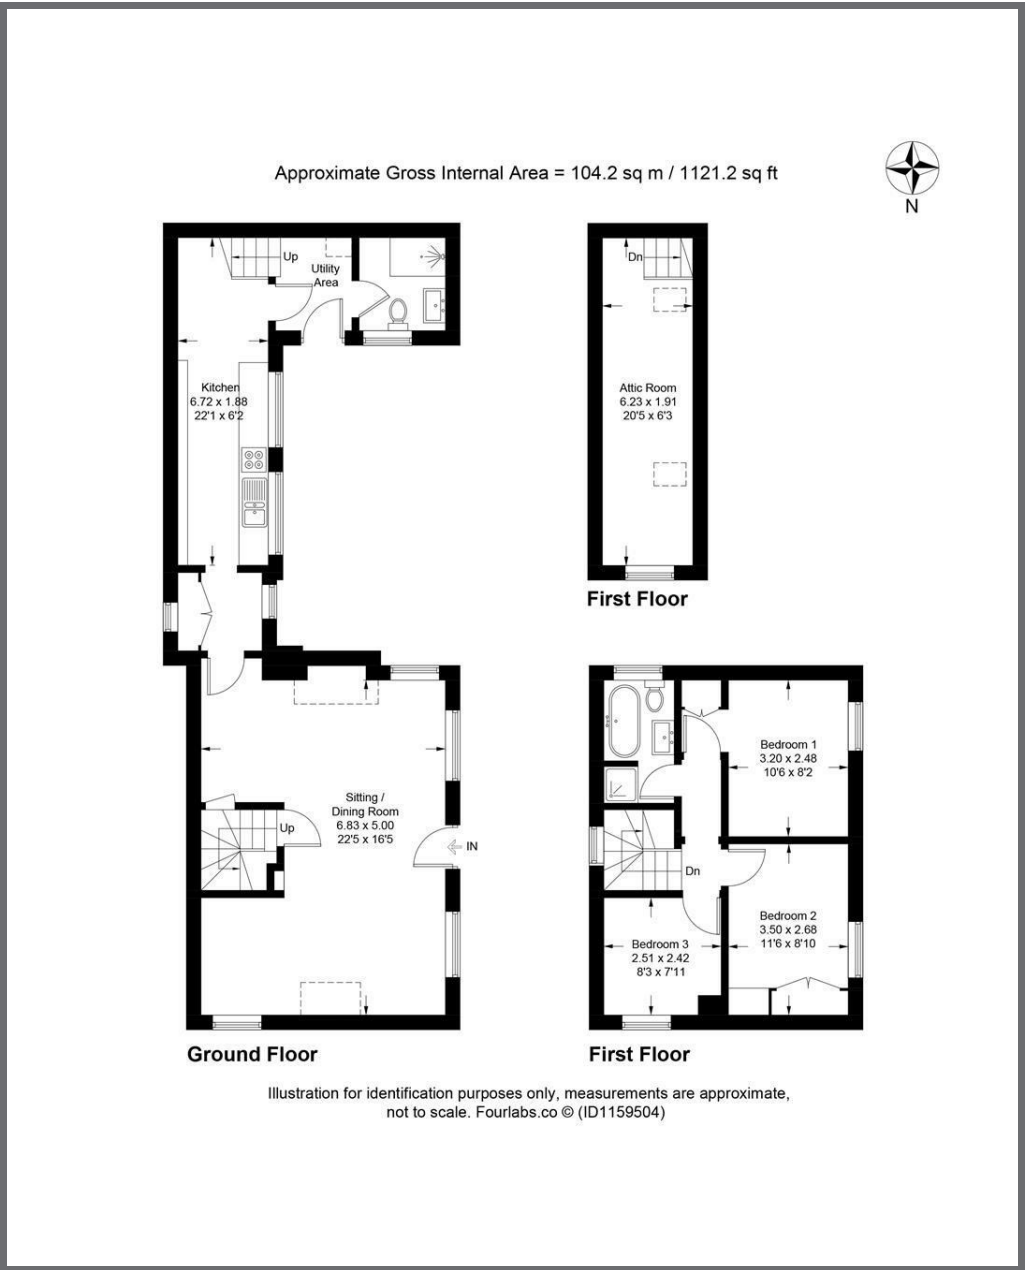 Approximate Gross Internal Area = 104.2 sq m / 1121.2 sq ft
N
Up
Utility
Area
Kitchen
6.72 x 1.88
22'1 x 6'2
Dn
Attic Room
6.23 x 1.91
20'5 x 6'3
First Floor
Sitting /
Dining Room
6.83 x 5.00
22'5 x 16'5
Up
IN
Ground Floor
Bedroom 1
3.20 x 2.48
10'6 x 8'2
Dn
Bedroom 2
3.50 x 2.68
11'6 x 8'10
Bedroom 3
2.51 x 2.42
8'3 x 7'11
First Floor
Illustration for identification purposes only, measurements are approximate,
not to scale. Fourlabs.co © (ID1159504)